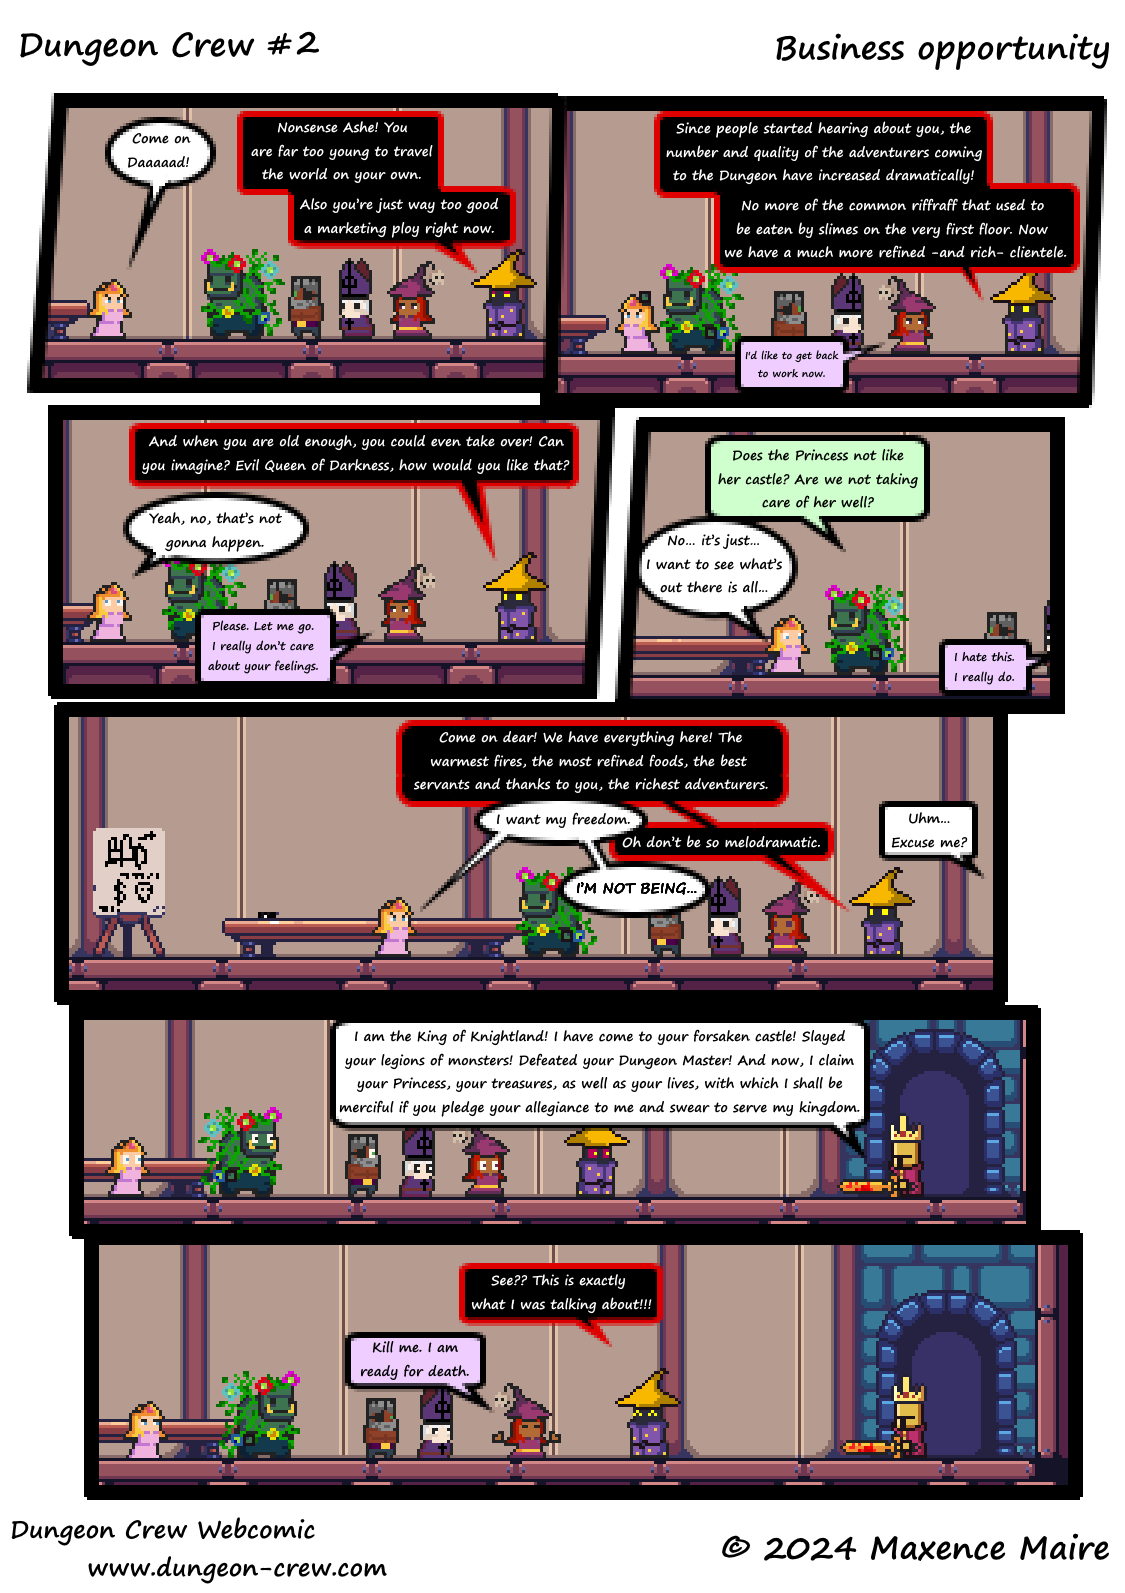 Dungeon Crew #2
Business opportunity
Come on
Daaaaad!
Nonsense Ashe! You
are far too young to travel
the world on your own.
Also you're just way too good
a marketing ploy right now.
Since people started hearing about you, the
number and quality of the adventurers coming
to the Dungeon have increased dramatically!
No more of the common riffraff that used to
be eaten by slimes on the very first floor. Now
we have a much more refined -and rich- clientele.
I'd like to get back
to work now.
And when you are old enough, you could even take over! Can
you imagine? Evil Queen of Darkness, how would you like that?
Yeah, no, that's not
gonna happen.
Please. Let me go.
I really don't care
about your feelings.
Does the Princess not like
her castle? Are we not taking
care of her well?
No... it's just...
I want to see what's
out there is all...
I hate this.
I really do.
Come on dear! We have everything here! The
warmest fires, the most refined foods, the best
servants and thanks to you, the richest adventurers.
I want my freedom.
Oh don't be so melodramatic.
I'M NOT BEING...
Uhm...
Excuse me?
$
I am the King of Knightland! I have come to your forsaken castle! Slayed
your legions of monsters! Defeated your Dungeon Master! And now, I claim
your Princess, your treasures, as well as your lives, with which I shall be
merciful if you pledge your allegiance to me and swear to serve my kingdom.
See?? This is exactly
what I was talking about!!!
Kill me. I am
ready for death.
Dungeon Crew Webcomic
www.dungeon-crew.com
© 2024 Maxence Maire